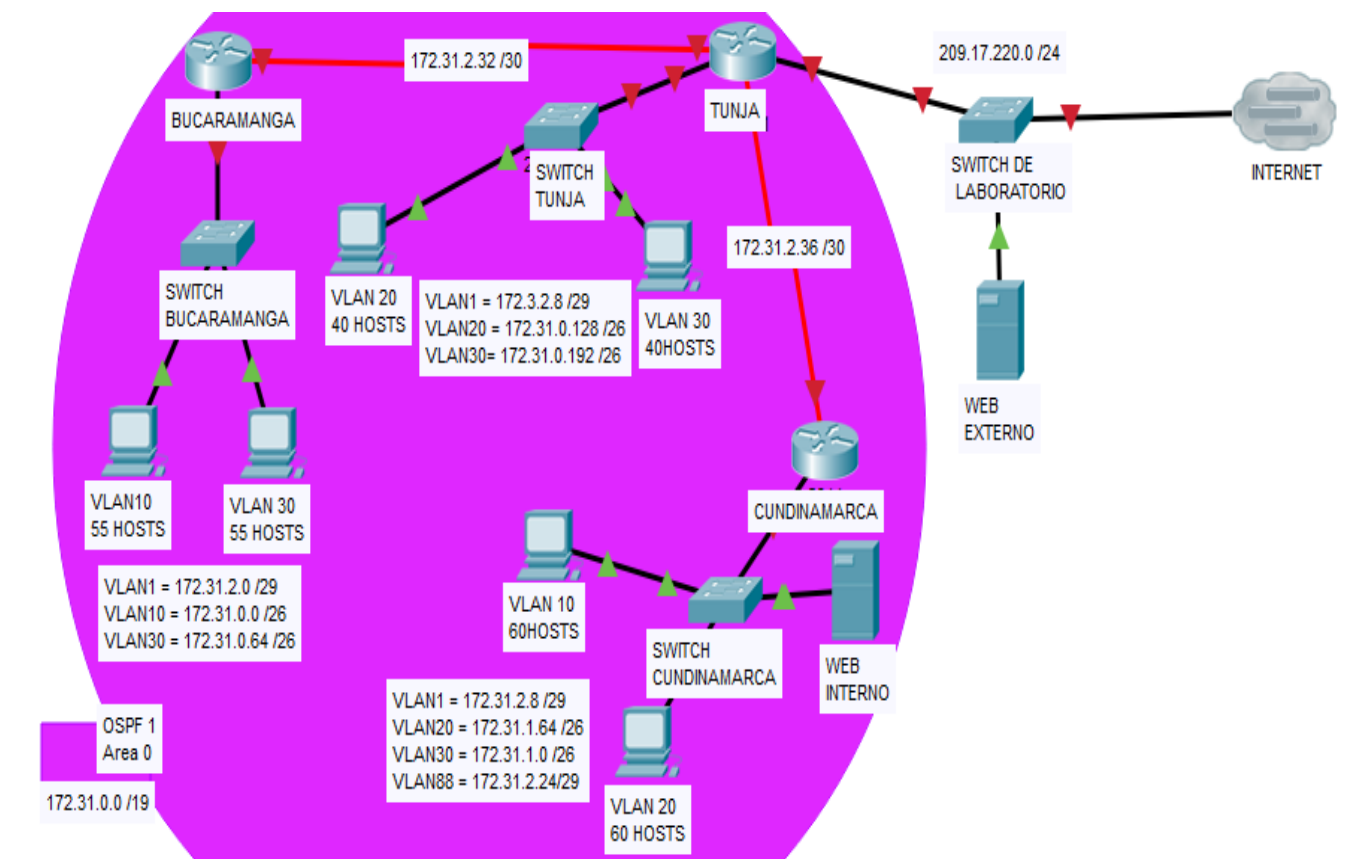 172.31.2.32 /30
BUCARAMANGA
TUNJA
209.17.220.0 /24
SWITCH DE
LABORATORIO
INTERNET
SWITCH
TUNJA
172.31.2.36 /30
SWITCH
BUCARAMANGA
VLAN 20
40 HOSTS
VLAN1 = 172.3.2.8 /29
VLAN20 = 172.31.0.128 /26
VLAN30= 172.31.0.192 /26
VLAN 30
40HOSTS
WEB
EXTERNO
VLAN10
55 HOSTS
VLAN 30
55 HOSTS
CUNDINAMARCA
VLAN1 = 172.31.2.0 /29
VLAN10 = 172.31.0.0 /26
VLAN30 = 172.31.0.64 /26
VLAN 10
60HOSTS
SWITCH
CUNDINAMARCA
WEB
INTERNO
VLAN1 = 172.31.2.8 /29
VLAN20 = 172.31.1.64 /26
VLAN30 = 172.31.1.0 /26
VLAN88 = 172.31.2.24/29
OSPF 1
Area 0
172.31.0.0 /19
VLAN 20
60 HOSTS